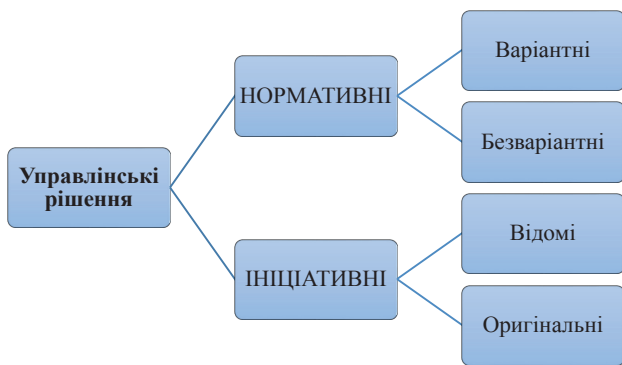 Управлінські
рішення
НОРМАТИВНІ
Варіантні
Безваріантні
ІНІЦІАТИВНІ
Відомі
Оригінальні